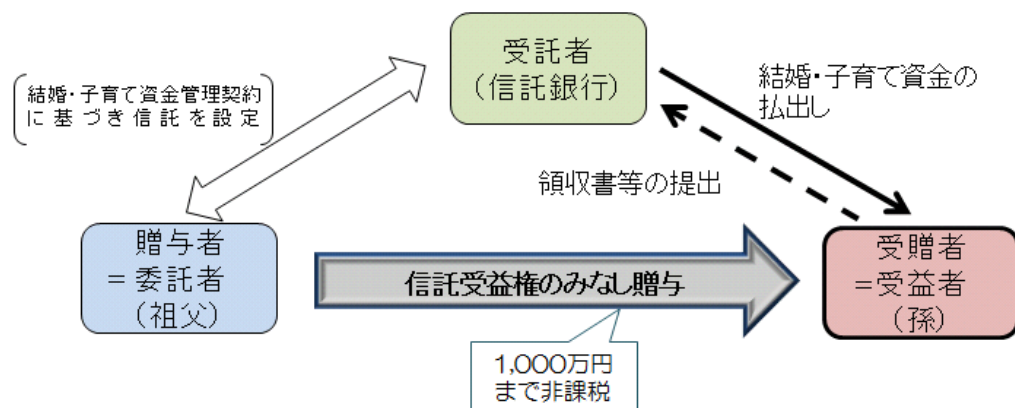 受託者
(信託銀行)
結婚・子育て資金管理契約
に基づき信託を設定
結婚・子育て資金の
払出し
領収書等の提出
贈与者
＝委託者
(祖父)
信託受益権のみなし贈与
受贈者
＝受益者
(孫)
1,000万円
まで非課税